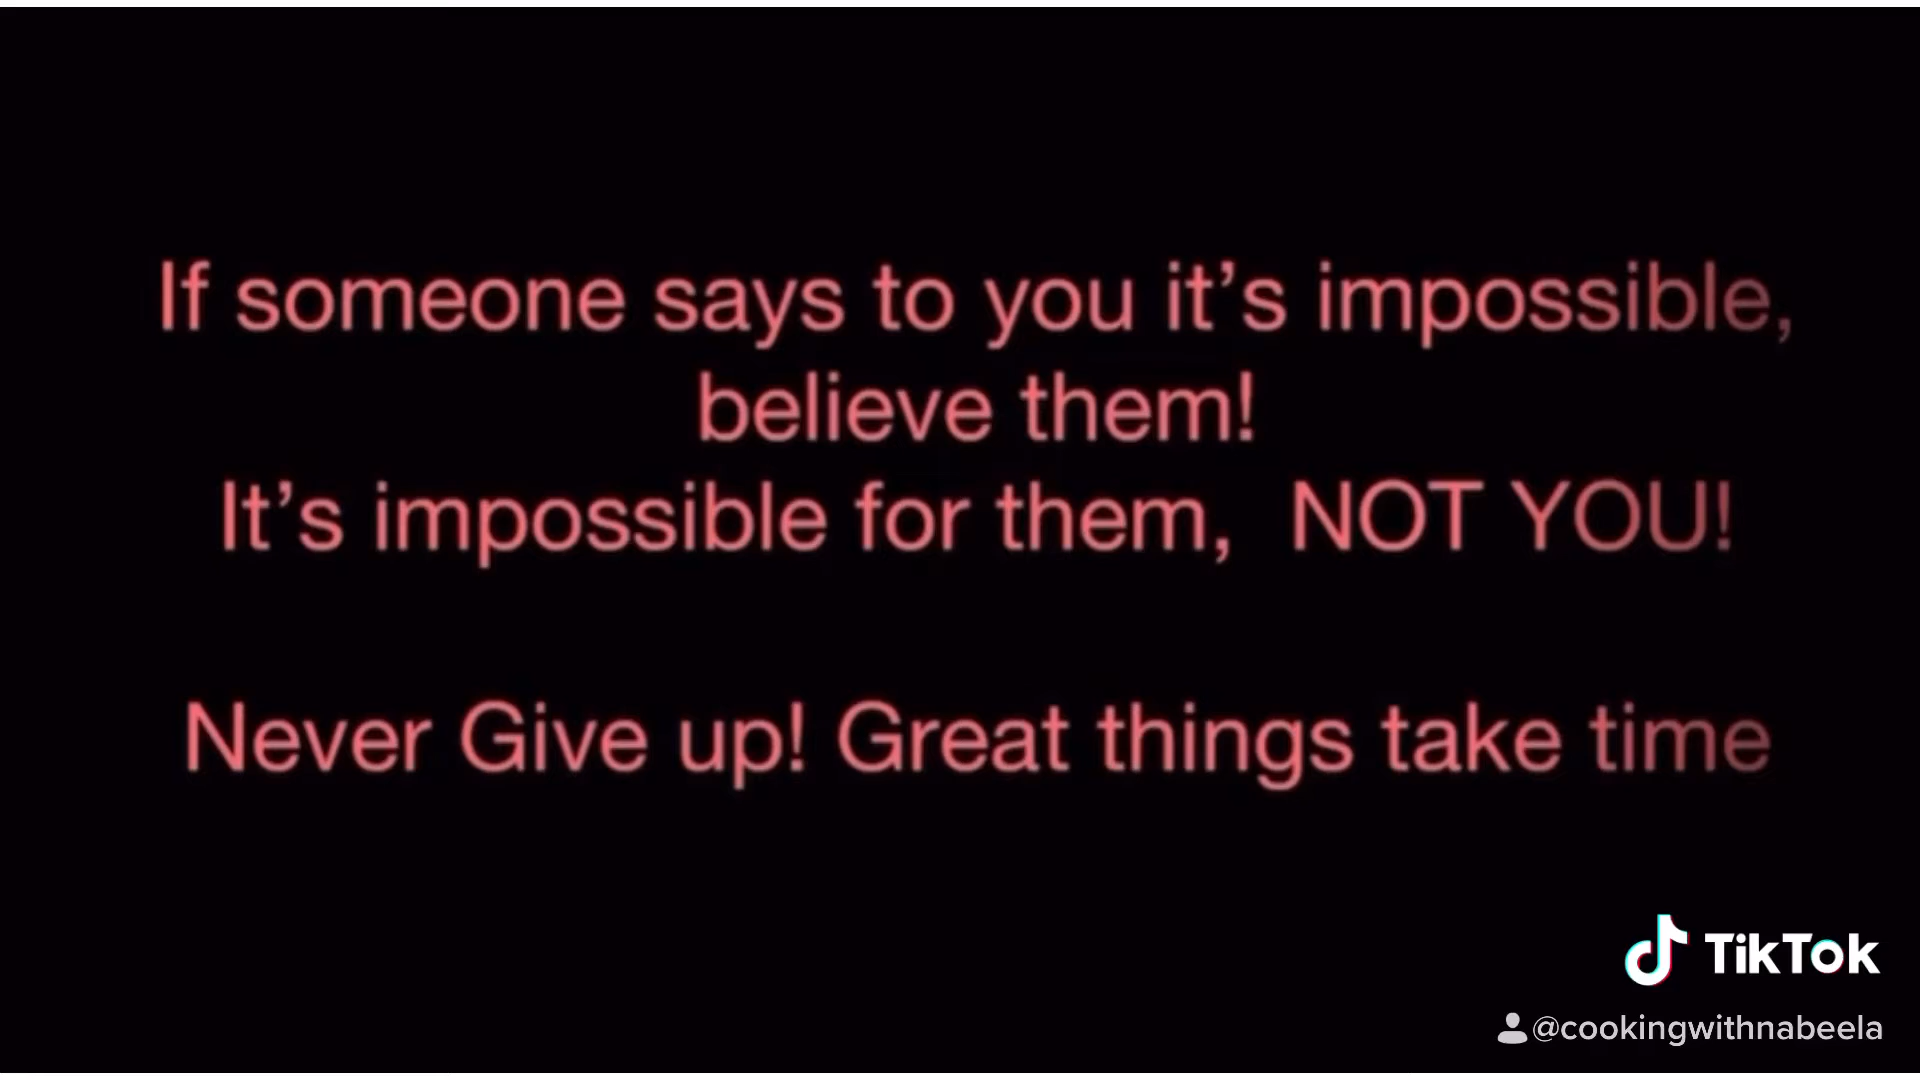 If someone says to you it’s impossible,
believe them!
It’s impossible for them,  NOT YOU!
Never Give up! Great things take time
TikTok
@cookingwithnabeela